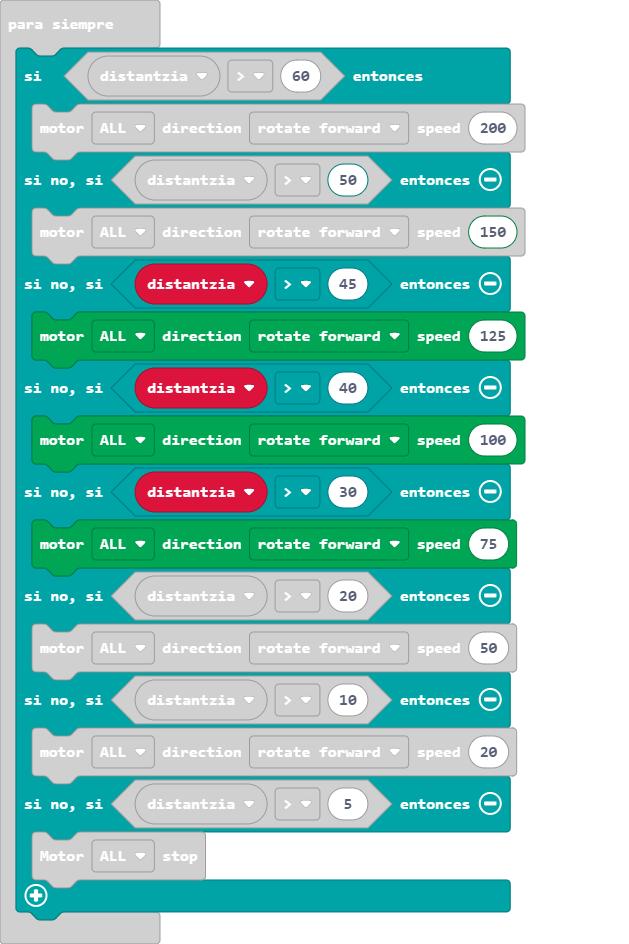 para siempre
si distantzia > 60 entonces
motor ALL direction rotate forward speed 200
si no, si distantzia > 50 entonces
motor ALL direction rotate forward speed 150
si no, si distantzia > 45 entonces
motor ALL direction rotate forward speed 125
si no, si distantzia > 40 entonces
motor ALL direction rotate forward speed 100
si no, si distantzia > 30 entonces
motor ALL direction rotate forward speed 75
si no, si distantzia > 20 entonces
motor ALL direction rotate forward speed 50
si no, si distantzia > 10 entonces
motor ALL direction rotate forward speed 20
si no, si distantzia > 5 entonces
Motor ALL stop